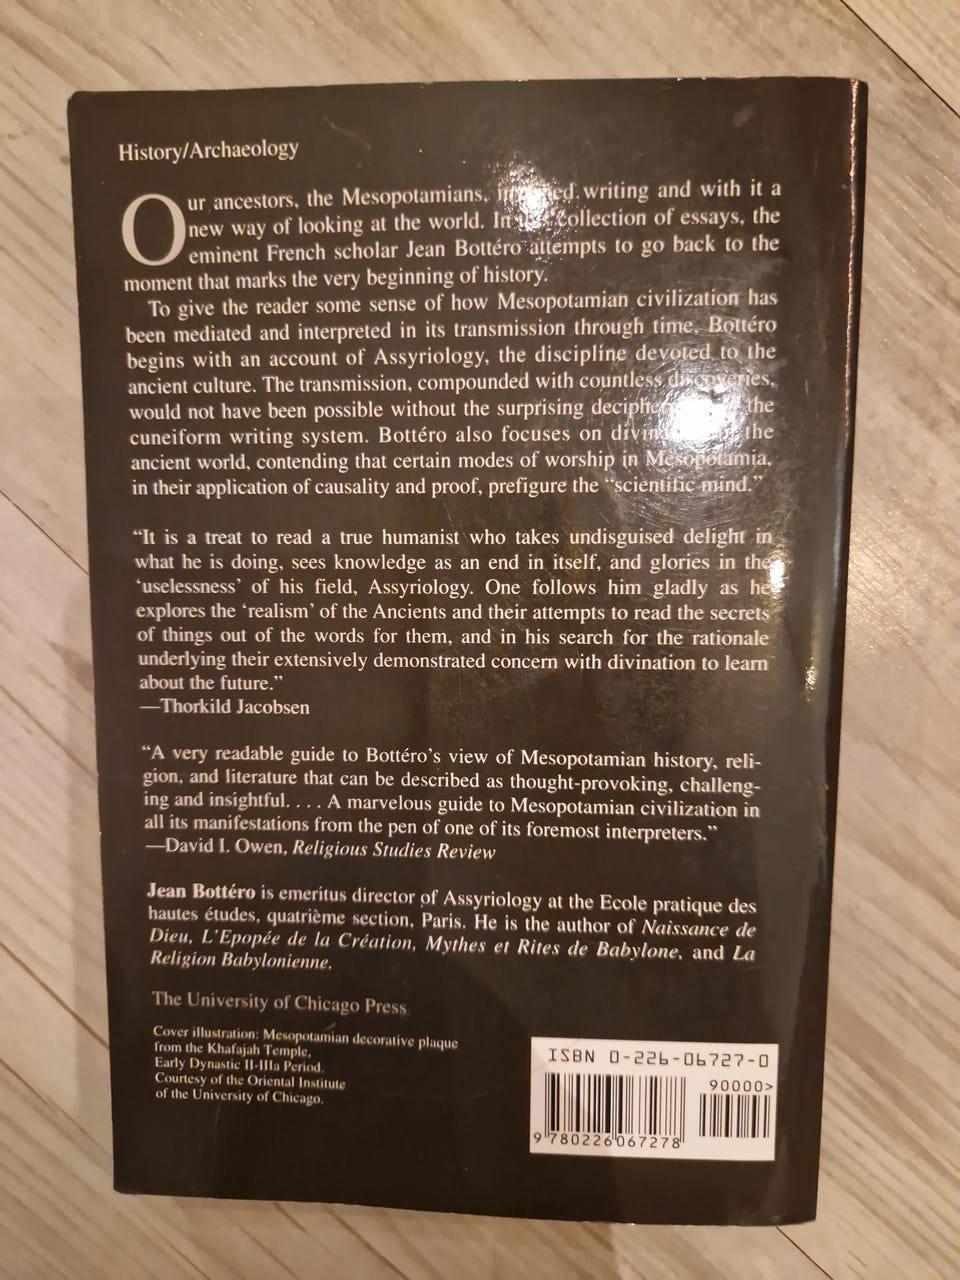 History/Archaeology
Our ancestors, the Mesopotamians, writing and with it a
new way of looking at the world. In collection of essays, the
eminent French scholar Jean Bottéro attempts to go back to the
moment that marks the very beginning of history.
To give the reader some sense of how Mesopotamian civilization has
been mediated and interpreted in its transmission through time, Bottéro
begins with an account of Assyriology, the discipline devoted to the
ancient culture. The transmission, compounded with countless discoveries,
would not have been possible without the surprising the
cuneiform writing system. Bottéro also focuses on the
ancient world, contending that certain modes of worship in Mesopotamia,
in their application of causality and proof, prefigure the “scientific mind.”
“It is a treat to read a true humanist who takes undisguised delight in
what he is doing, sees knowledge as an end in itself, and glories in the
‘uselessness’ of his field, Assyriology. One follows him gladly as he
explores the ‘realism’ of the Ancients and their attempts to read the secrets
of things out of the words for them, and in his search for the rationale
underlying their extensively demonstrated concern with divination to learn
about the future.”
—Thorkild Jacobsen
“A very readable guide to Bottéro’s view of Mesopotamian history, reli-
gion, and literature that can be described as thought-provoking, challeng-
ing and insightful. . . . A marvelous guide to Mesopotamian civilization in
all its manifestations from the pen of one of its foremost interpreters.”
—David I. Owen, Religious Studies Review
Jean Bottéro is emeritus director of Assyriology at the Ecole pratique des
hautes études, quatrième section, Paris. He is the author of Naissance de
Dieu, L’Epopée de la Création, Mythes et Rites de Babylone, and La
Religion Babylonienne.
The University of Chicago Press
Cover illustration: Mesopotamian decorative plaque
from the Khafajah Temple,
Early Dynastic II-IIIa Period.
Courtesy of the Oriental Institute
of the University of Chicago.
ISBN 0-226-06727-0
90000>
9 780226 067278